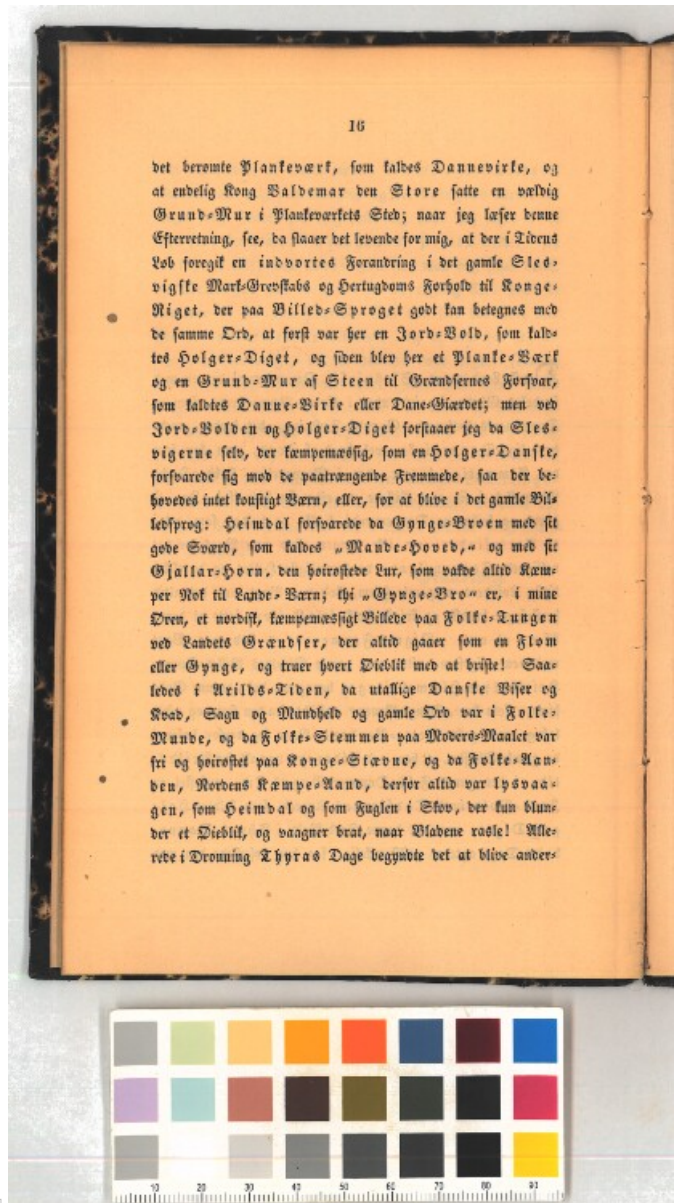 16
det berømte Plankeværk, som kaldes Dannevirke, og
at endelig Kong Valdemar den Store satte en vældig
Grund-Mur i Plankeværkets Sted; naar jeg læser denne
Efterretning, see, da staaer det levende for mig, at der i Tidens
Løb foregik en indvortes Forandring i det gamle Sles-
vigske Mark-Grevskabs og Hertugdoms Forhold til Konge-
Riget, der paa Billed-Sproget godt kan betegnes med
de samme Ord, at først var her en Jord-Vold, som kald-
tes Holger-Diget, og siden blev her et Planke-Værk
og en Grund-Mur af Steen til Grændsernes Forsvar,
som kaldtes Danne-Virke eller Dane-Giærdet; men ved
Jord-Volden og Holger-Diget forstaaer jeg da Sles-
vigerne selv, der kæmpemæssig, som en Holger-Danske,
forsvarede sig mod de paatrængende Fremmede, saa der be-
hovedes intet konstigt Værn, eller, for at blive i det gamle Bil-
ledsprog: Heimdal forsvarede da Gynge-Broen med sit
gode Sværd, som kaldes „Mande-Hoved,“ og med sit
Gjallar-Horn, den høirøstede Lur, som vakde altid Kæm-
per Nok til Lande-Værn; thi „Gynge-Bro“ er, i mine
Øren, et nordisk, kæmpemæssigt Billede paa Folke-Tungen
ved Landets Grændser, der altid gaaer som en Flom
eller Gynge, og truer hvert Øieblik med at briste! Saa-
ledes i Arilds-Tiden, da utallige Danske Viser og
Kvad, Sagn og Mundheld og gamle Ord var i Folke-
Munde, og da Folke-Stemmen paa Moders-Maalet var
fri og høirøstet paa Konge-Stævne, og da Folke-Aan-
den, Nordens Kæmpe-Aand, derfor altid var lysvaa-
gen, som Heimdal og som Fuglen i Skov, der kun blun-
der et Øieblik, og vaagner brat, naar Bladene rasle! Alle-
rede i Dronning Thyras Dage begyndte det at blive ander-
10 20 30 40 50 60 70 80 90